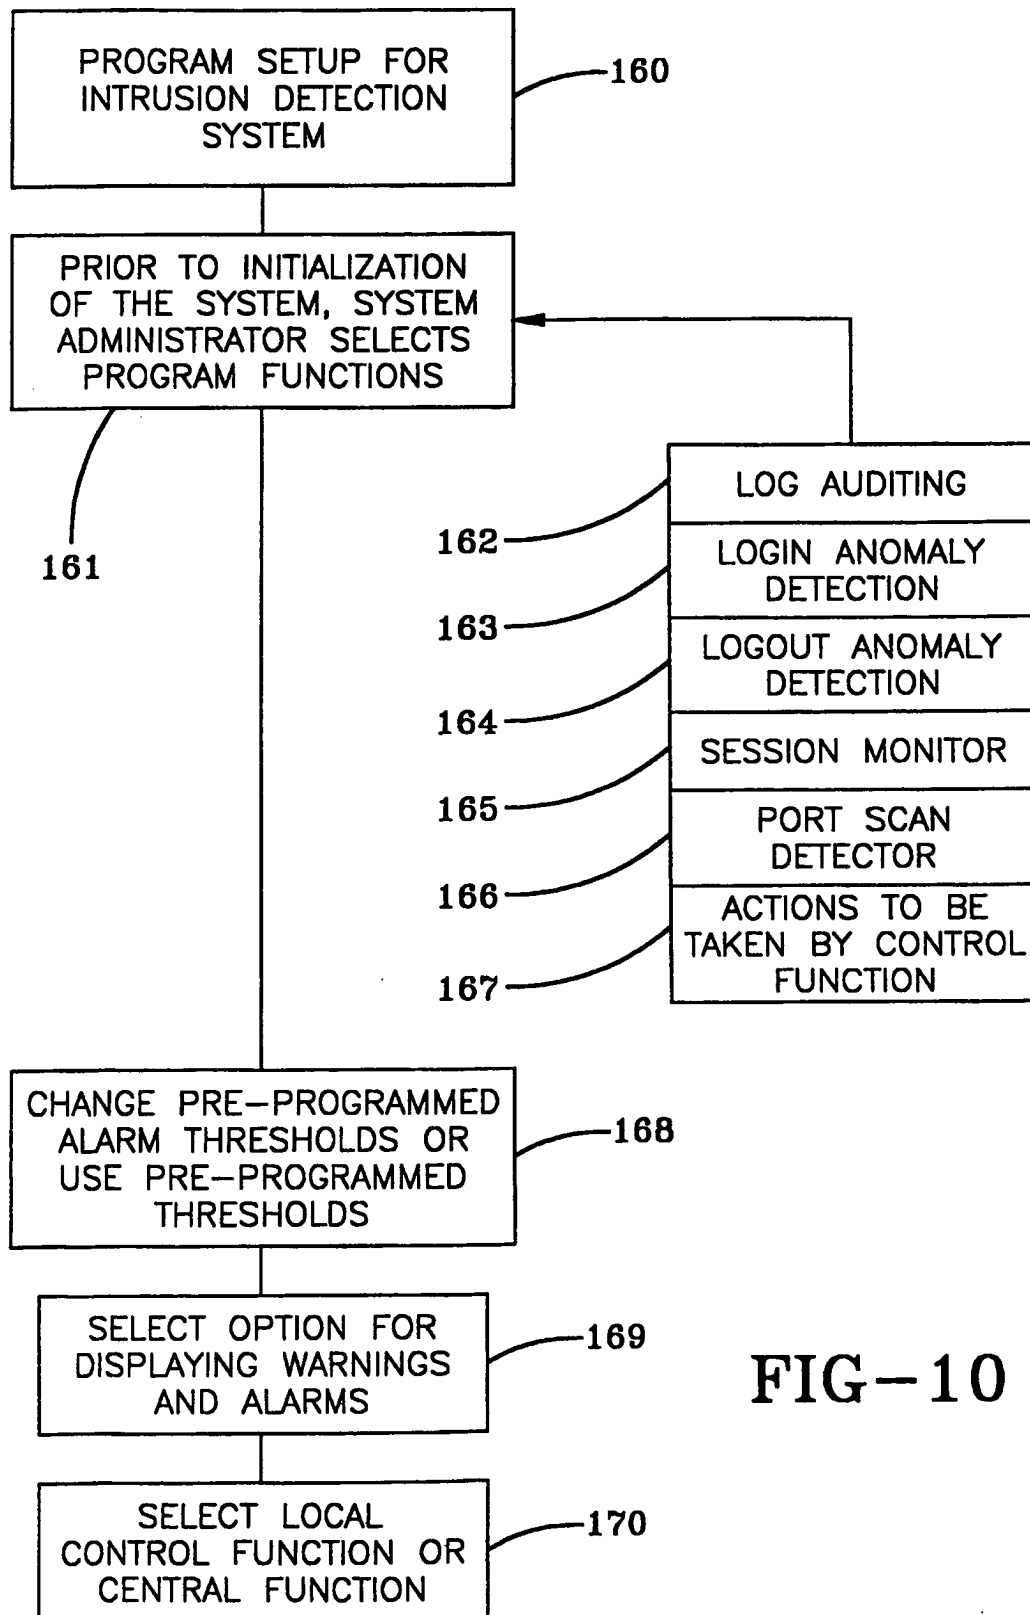 PROGRAM SETUP FOR
INTRUSION DETECTION
SYSTEM
160
PRIOR TO INITIALIZATION
OF THE SYSTEM, SYSTEM
ADMINISTRATOR SELECTS
PROGRAM FUNCTIONS
161
LOG AUDITING
162
LOGIN ANOMALY
DETECTION
163
LOGOUT ANOMALY
DETECTION
164
SESSION MONITOR
165
PORT SCAN
DETECTOR
166
ACTIONS TO BE
TAKEN BY CONTROL
FUNCTION
167
CHANGE PRE-PROGRAMMED
ALARM THRESHOLDS OR
USE PRE-PROGRAMMED
THRESHOLDS
168
SELECT OPTION FOR
DISPLAYING WARNINGS
AND ALARMS
169
FIG-10
SELECT LOCAL
CONTROL FUNCTION OR
CENTRAL FUNCTION
170